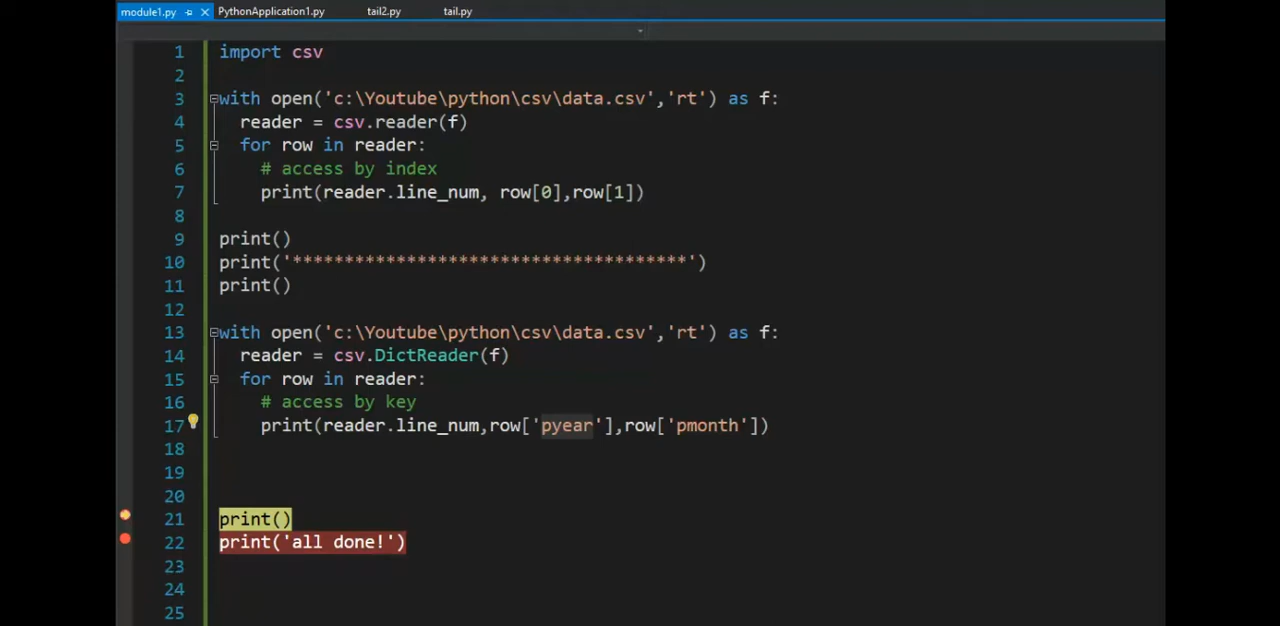 module1.py PythonApplication1.py tail2.py tail.py
1 import csv
2
3 with open('c:\Youtube\python\csv\data.csv','rt') as f:
4 reader = csv.reader(f)
5 for row in reader:
6 # access by index
7 print(reader.line_num, row[0],row[1])
8
9 print()
10 print('**************************************')
11 print()
12
13 with open('c:\Youtube\python\csv\data.csv','rt') as f:
14 reader = csv.DictReader(f)
15 for row in reader:
16 # access by key
17 print(reader.line_num,row['pyear'],row['pmonth'])
18
19
20
21 print()
22 print('all done!')
23
24
25